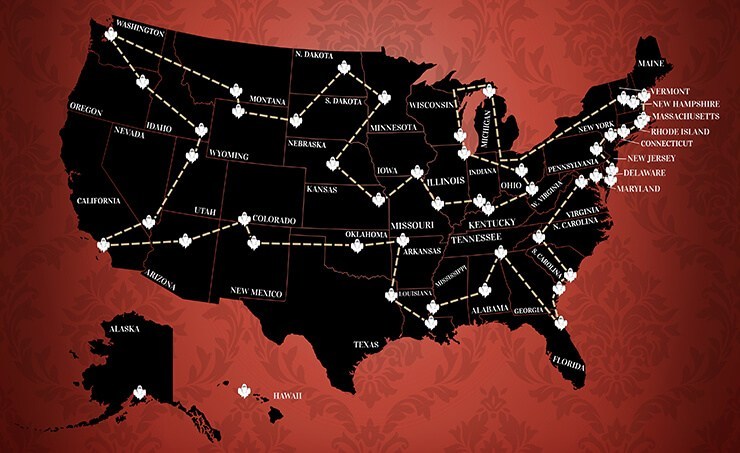 WASHINGTON
N. DAKOTA
MAINE
MONTANA
S. DAKOTA
WISCONSIN
VERMONT
NEW HAMPSHIRE
MASSACHUSETTS
OREGON
IDAHO
MINNESOTA
MICHIGAN
NEW YORK
RHODE ISLAND
CONNECTICUT
NEVADA
WYOMING
NEBRASKA
IOWA
ILLINOIS
INDIANA
OHIO
PENNSYLVANIA
NEW JERSEY
DELAWARE
MARYLAND
CALIFORNIA
UTAH
COLORADO
KANSAS
MISSOURI
KENTUCKY
W. VIRGINIA
VIRGINIA
N. CAROLINA
OKLAHOMA
ARKANSAS
TENNESSEE
S. CAROLINA
ARIZONA
NEW MEXICO
LOUISIANA
MISSISSIPPI
ALABAMA
GEORGIA
TEXAS
FLORIDA
ALASKA
HAWAII